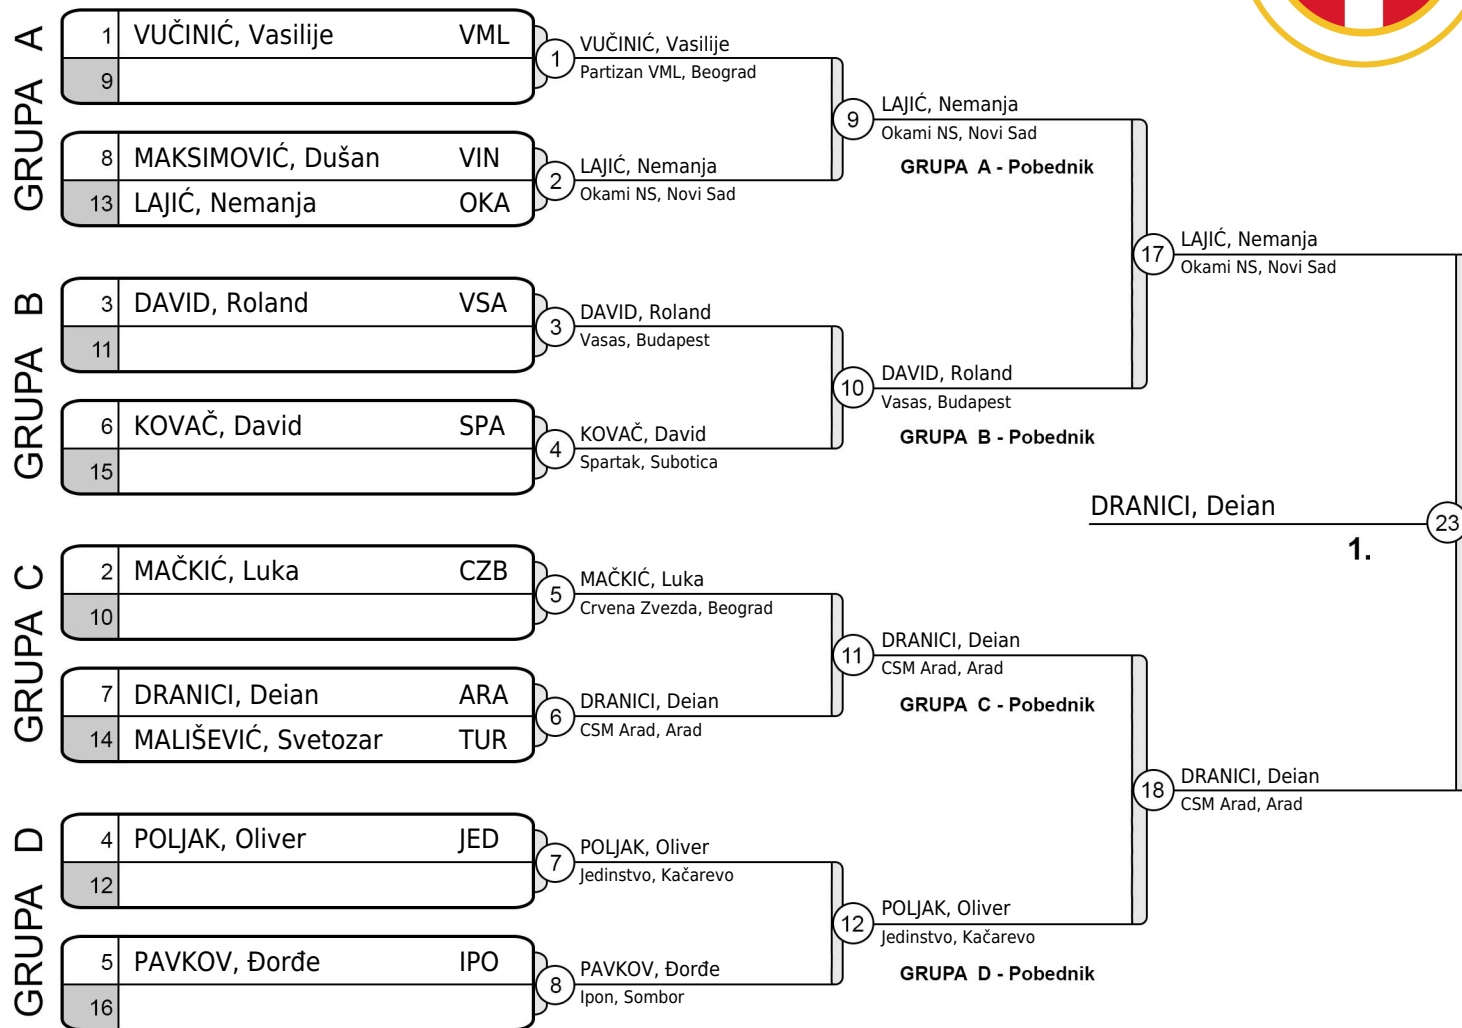 GRUPA A
1 VUČINIĆ, Vasilije VML
9
8 MAKSIMOVIĆ, Dušan VIN
13 LAJIĆ, Nemanja OKA
GRUPA B
3 DAVID, Roland VSA
11
6 KOVAČ, David SPA
15
GRUPA C
2 MAČKIĆ, Luka CZB
10
7 DRANICI, Deian ARA
14 MALIŠEVIĆ, Svetozar TUR
GRUPA D
4 POLJAK, Oliver JED
12
5 PAVKOV, Đorđe IPO
16
1 VUČINIĆ, Vasilije
Partizan VML, Beograd
2 LAJIĆ, Nemanja
Okami NS, Novi Sad
3 DAVID, Roland
Vasas, Budapest
4 KOVAČ, David
Spartak, Subotica
5 MAČKIĆ, Luka
Crvena Zvezda, Beograd
6 DRANICI, Deian
CSM Arad, Arad
7 POLJAK, Oliver
Jedinstvo, Kačarevo
8 PAVKOV, Đorđe
Ipon, Sombor
9 LAJIĆ, Nemanja
Okami NS, Novi Sad
GRUPA A - Pobednik
10 DAVID, Roland
Vasas, Budapest
GRUPA B - Pobednik
11 DRANICI, Deian
CSM Arad, Arad
GRUPA C - Pobednik
12 POLJAK, Oliver
Jedinstvo, Kačarevo
GRUPA D - Pobednik
17 LAJIĆ, Nemanja
Okami NS, Novi Sad
18 DRANICI, Deian
CSM Arad, Arad
DRANICI, Deian 23
1.